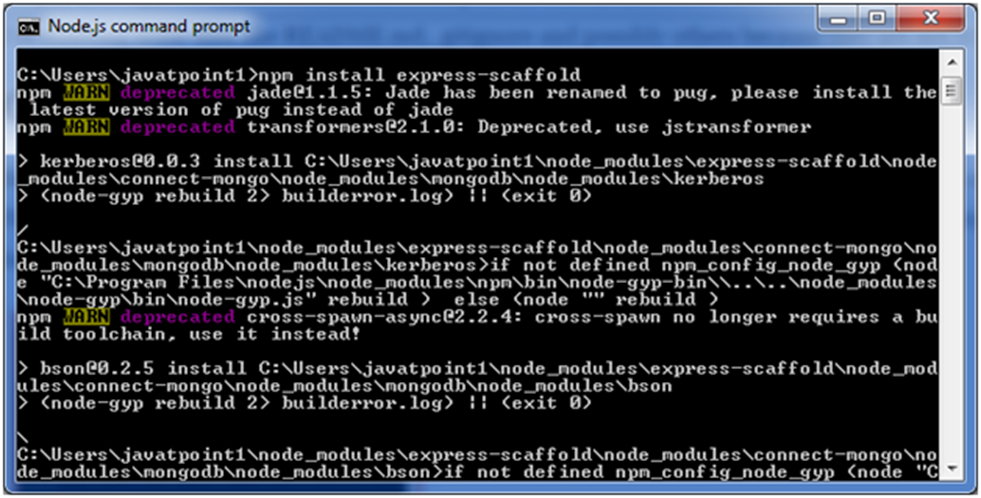 Node.js command prompt
C:\Users\javatpoint1>npm install express-scaffold
npm WARN deprecated jade@1.1.5: Jade has been renamed to pug, please install the
 latest version of pug instead of jade
npm WARN deprecated transformers@2.1.0: Deprecated, use jstransformer
> kerberos@0.0.3 install C:\Users\javatpoint1\node_modules\express-scaffold\node
_modules\connect-mongo\node_modules\mongodb\node_modules\kerberos
> (node-gyp rebuild 2> builderror.log) || (exit 0)
/
C:\Users\javatpoint1\node_modules\express-scaffold\node_modules\connect-mongo\no
de_modules\mongodb\node_modules\kerberos>if not defined npm_config_node_gyp (nod
e "C:\Program Files\nodejs\node_modules\npm\bin\node-gyp-bin\\..\..\node_modules
\node-gyp\bin\node-gyp.js" rebuild )  else (node "" rebuild )
npm WARN deprecated cross-spawn-async@2.2.4: cross-spawn no longer requires a bu
ild toolchain, use it instead!
> bson@0.2.5 install C:\Users\javatpoint1\node_modules\express-scaffold\node_mod
ules\connect-mongo\node_modules\mongodb\node_modules\bson
> (node-gyp rebuild 2> builderror.log) || (exit 0)
\
C:\Users\javatpoint1\node_modules\express-scaffold\node_modules\connect-mongo\no
de_modules\mongodb\node_modules\bson>if not defined npm_config_node_gyp (node "C